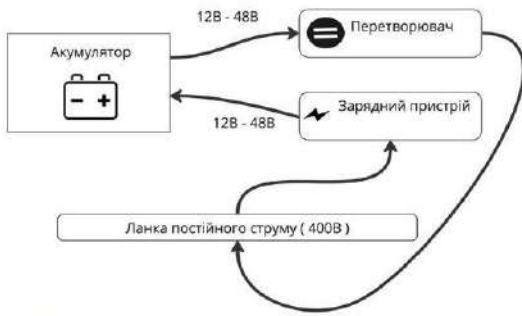 12В - 48В
Перетворювач
Акумулятор
Зарядний пристрій
12В - 48В
Ланка постійного струму ( 400В )